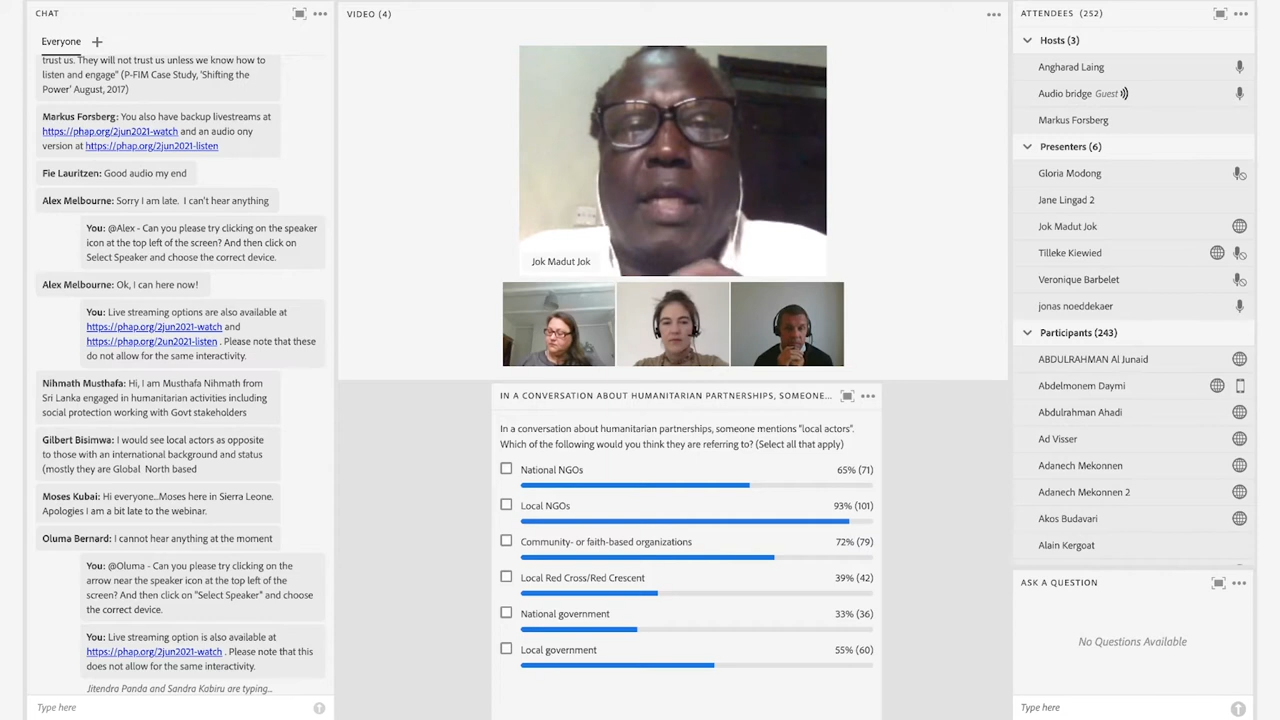 CHAT
Everyone
trust us. They will not trust us unless we know how to
listen and engage" (P-FIM Case Study, 'Shifting the
Power' August, 2017)
Markus Forsberg: You also have backup livestreams at
https://phap.org/2jun2021-watch and an audio ony
version at https://phap.org/2jun2021-listen
Fie Lauritzen: Good audio my end
Alex Melbourne: Sorry I am late. I can't hear anything
You: @Alex - Can you please try clicking on the speaker
icon at the top left of the screen? And then click on
Select Speaker and choose the correct device.
Alex Melbourne: Ok, I can here now!
You: Live streaming options are also available at
https://phap.org/2jun2021-watch and
https://phap.org/2un2021-listen . Please note that these
do not allow for the same interactivity.
Nihmath Musthafa: Hi, I am Musthafa Nihmath from
Sri Lanka engaged in humanitarian activities including
social protection working with Govt stakeholders
Gilbert Bisimwa: I would see local actors as opposite
to those with an international background and status
(mostly they are Global North based
Moses Kubai: Hi everyone...Moses here in Sierra Leone.
Apologies I am a bit late to the webinar.
Oluma Bernard: I cannot hear anything at the moment
You: @Oluma - Can you please try clicking on the
arrow near the speaker icon at the top left of the
screen? And then click on "Select Speaker" and choose
the correct device.
You: Live streaming option is also available at
https://phap.org/2jun2021-watch . Please note that this
does not allow for the same interactivity.
Jitendra Panda and Sandra Kabiru are typing...
Type here
VIDEO (4)
Jok Madut Jok
IN A CONVERSATION ABOUT HUMANITARIAN PARTNERSHIPS, SOMEONE...
In a conversation about humanitarian partnerships, someone mentions "local actors".
Which of the following would you think they are referring to? (Select all that apply)
National NGOs 65% (71)
Local NGOs 93% (101)
Community- or faith-based organizations 72% (79)
Local Red Cross/Red Crescent 39% (42)
National government 33% (36)
Local government 55% (60)
ATTENDEES (252)
Hosts (3)
Angharad Laing
Audio bridge Guest
Markus Forsberg
Presenters (6)
Gloria Modong
Jane Lingad 2
Jok Madut Jok
Tilleke Kiewied
Veronique Barbelet
jonas noeddekaer
Participants (243)
ABDULRAHMAN Al Junaid
Abdelmonem Daymi
Abdulrahman Ahadi
Ad Visser
Adanech Mekonnen
Adanech Mekonnen 2
Akos Budavari
Alain Kergoat
ASK A QUESTION
No Questions Available
Type here